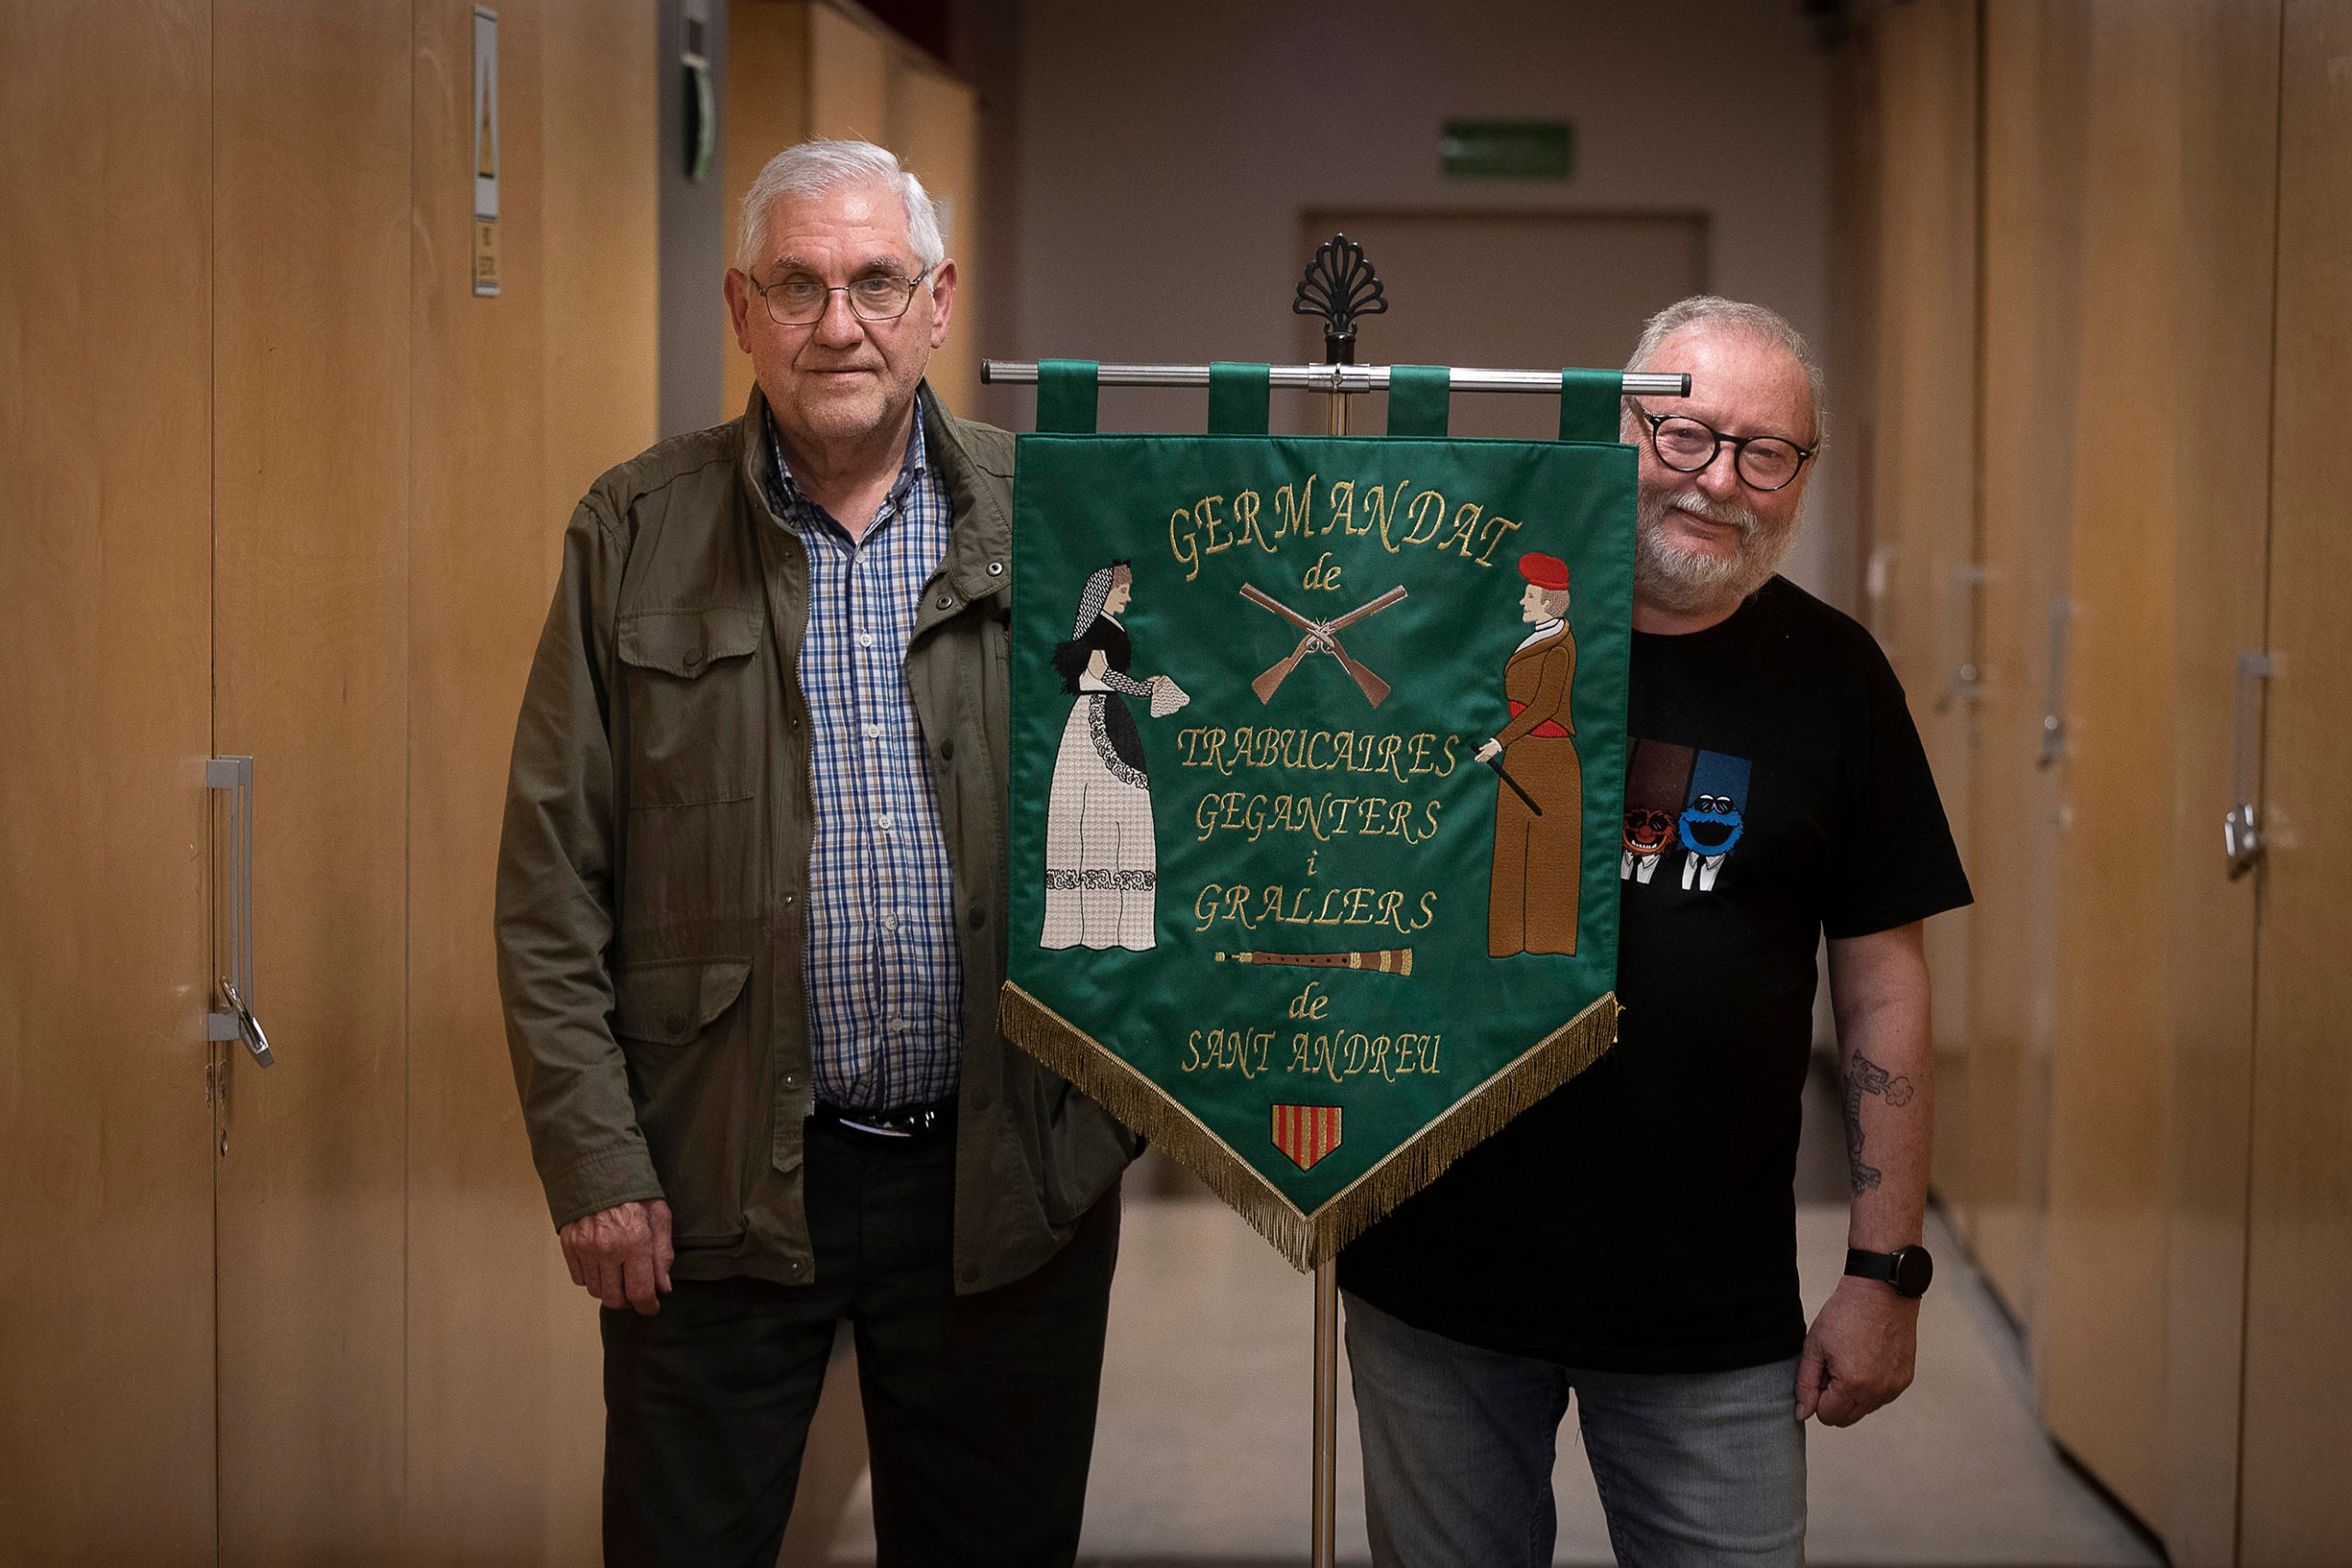 GERMANDAT
de
TRABUCAIRES
GEGANTERS
i
GRALLERS
de
SANT ANDREU